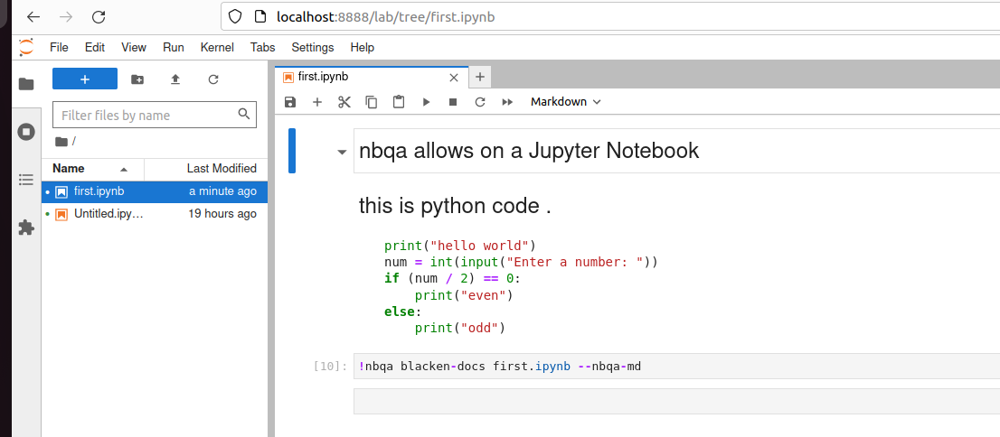 localhost:8888/lab/tree/first.ipynb
File Edit View Run Kernel Tabs Settings Help
+
first.ipynb
+
Filter files by name
Markdown
/
Name Last Modified
first.ipynb a minute ago
Untitled.ipy… 19 hours ago
nbqa allows on a Jupyter Notebook
this is python code .
print("hello world")
num = int(input("Enter a number: "))
if (num / 2) == 0:
    print("even")
else:
    print("odd")
[10]: !nbqa blacken-docs first.ipynb --nbqa-md